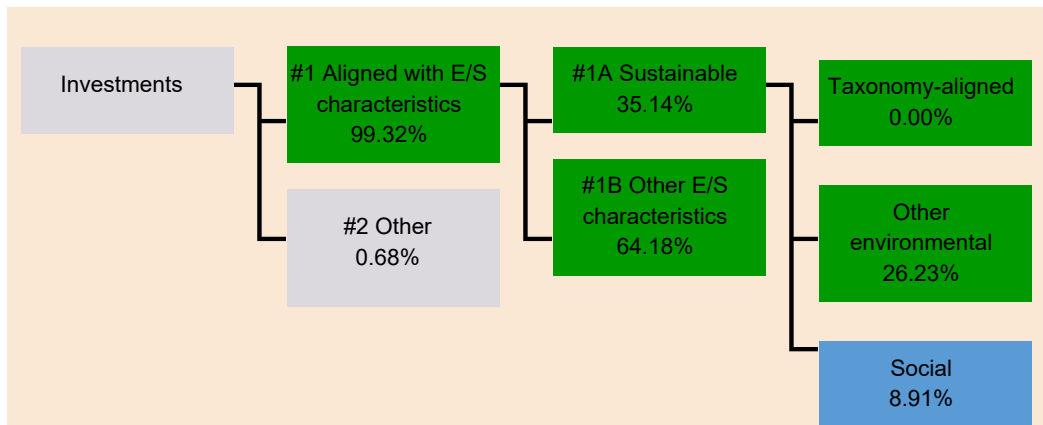 Investments
#1 Aligned with E/S
characteristics
99.32%
#2 Other
0.68%
#1A Sustainable
35.14%
#1B Other E/S
characteristics
64.18%
Taxonomy-aligned
0.00%
Other
environmental
26.23%
Social
8.91%